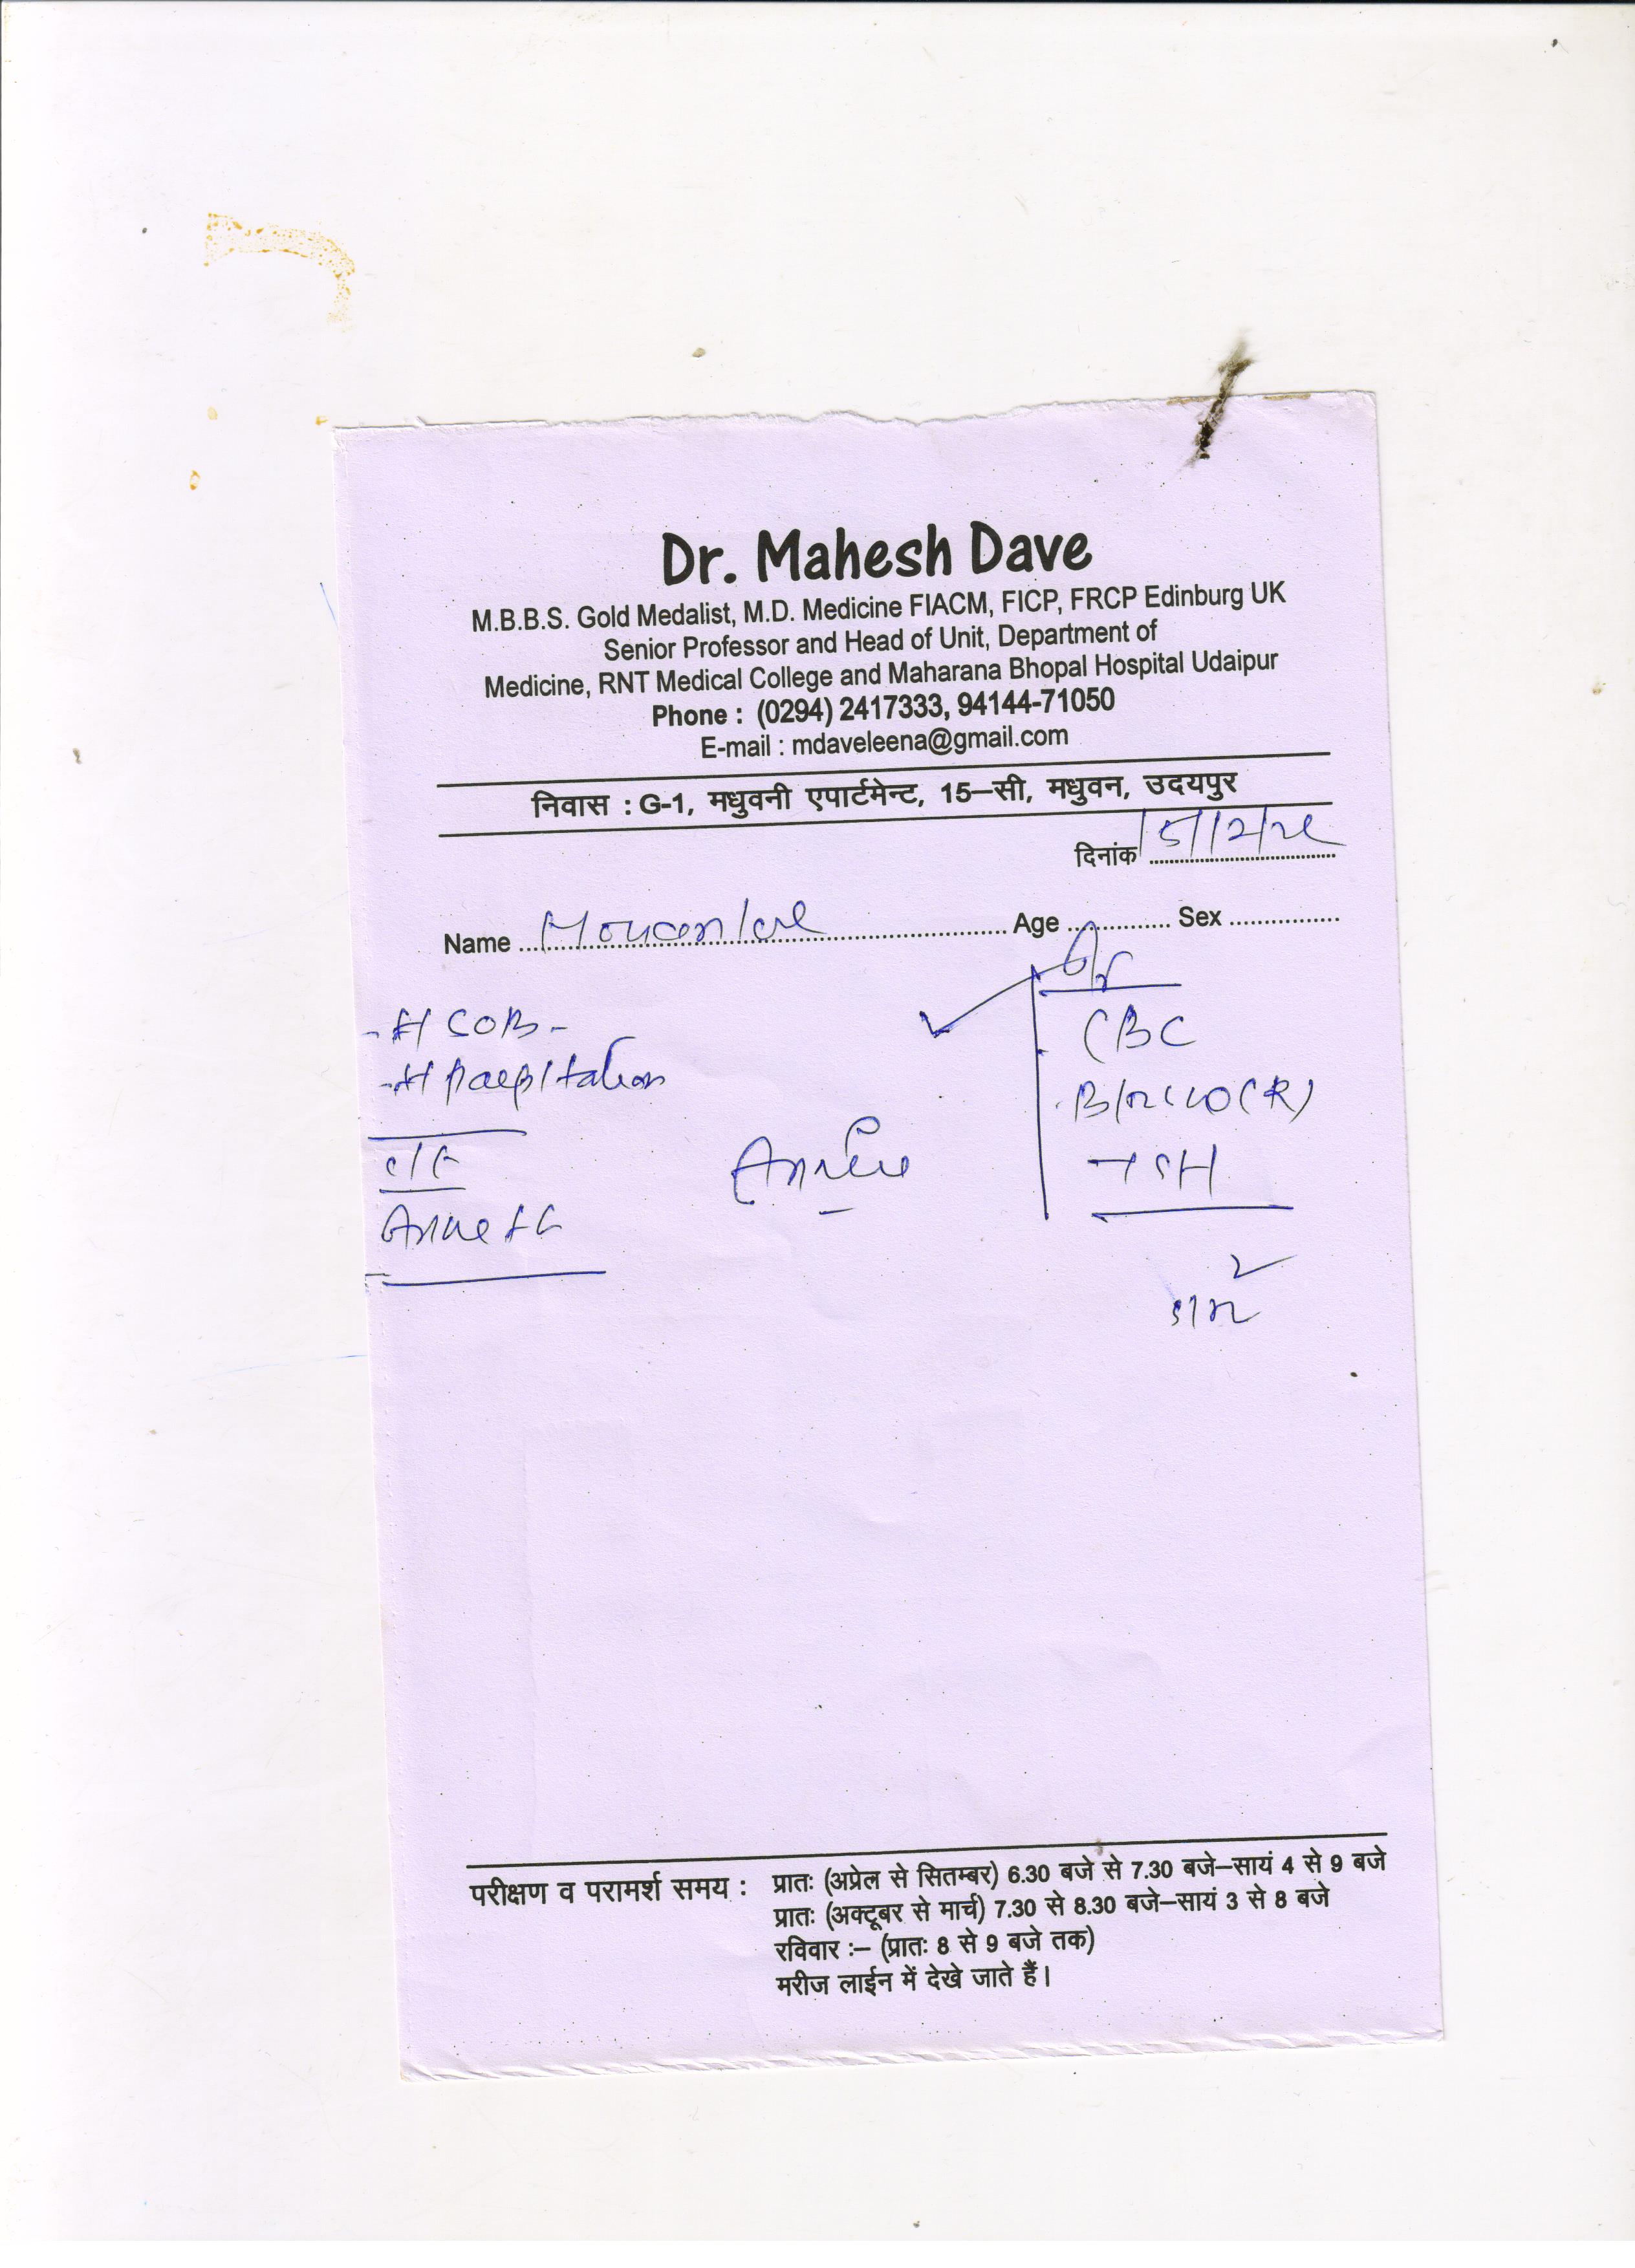 Dr. Mahesh Dave
M.B.B.S. Gold Medalist, M.D. Medicine FIACM, FICP, FRCP Edinburg UK
Senior Professor and Head of Unit, Department of
Medicine, RNT Medical College and Maharana Bhopal Hospital Udaipur
Phone : (0294) 2417333, 94144-71050
E-mail : mdaveleena@gmail.com
निवास : G-1, मधुवनी एपार्टमेन्ट, 15–सी, मधुवन, उदयपुर
दिनांक
Name Age Sex
SOB
CBC
TSH
परीक्षण व परामर्श समय : प्रातः (अप्रेल से सितम्बर) 6.30 बजे से 7.30 बजे–सायं 4 से 9 बजे
प्रातः (अक्टूबर से मार्च) 7.30 से 8.30 बजे–सायं 3 से 8 बजे
रविवार :– (प्रातः 8 से 9 बजे तक)
मरीज लाईन में देखे जाते हैं।